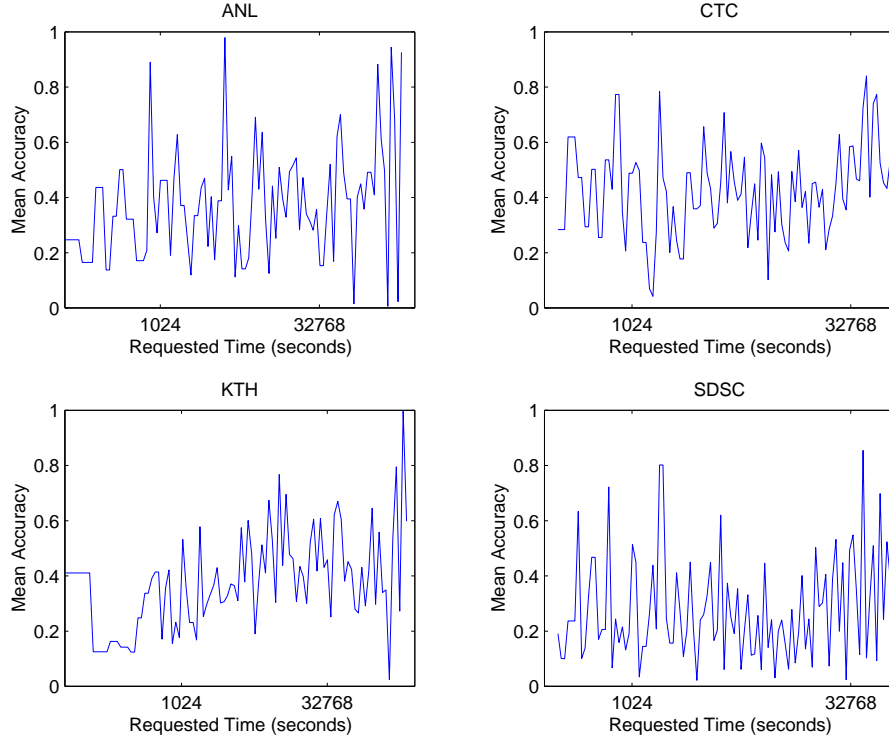 ANL
1
0.8
0.6
0.4
0.2
0
Mean Accuracy
1024
32768
Requested Time (seconds)
CTC
1
0.8
0.6
0.4
0.2
0
Mean Accuracy
1024
32768
Requested Time (seconds)
KTH
1
0.8
0.6
0.4
0.2
0
Mean Accuracy
1024
32768
Requested Time (seconds)
SDSC
1
0.8
0.6
0.4
0.2
0
Mean Accuracy
1024
32768
Requested Time (seconds)